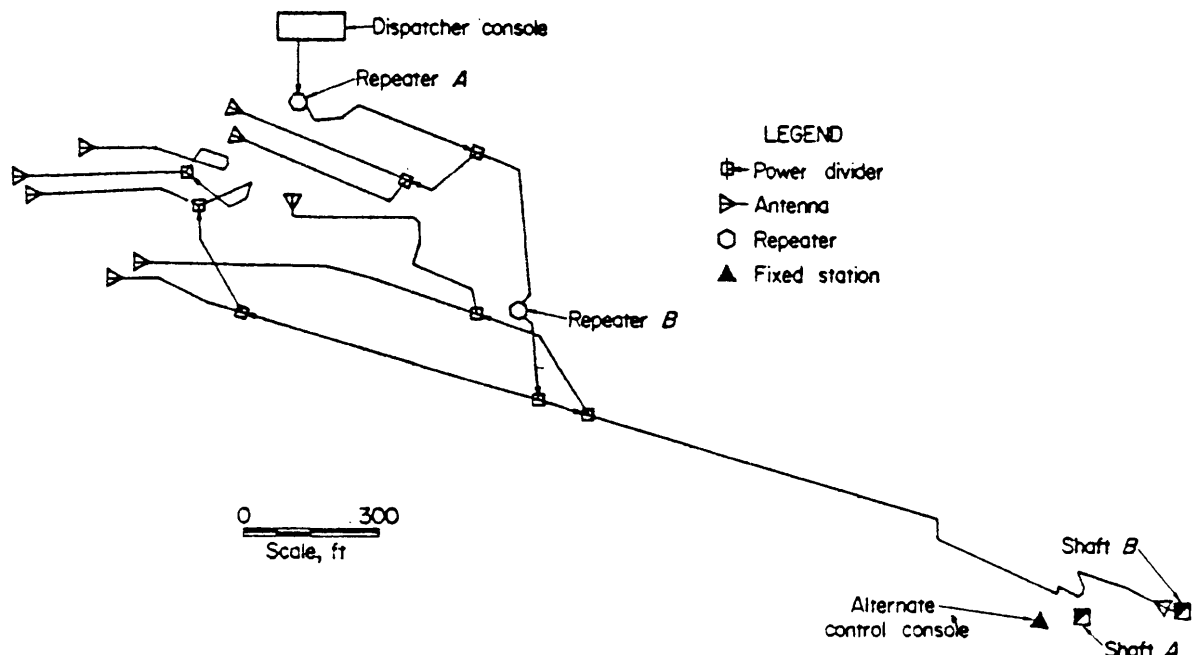 Dispatcher console
Repeater A
LEGEND
Power divider
Antenna
Repeater
Fixed station
Repeater B
0 300
Scale, ft
Shaft B
Alternate
control console
Shaft A